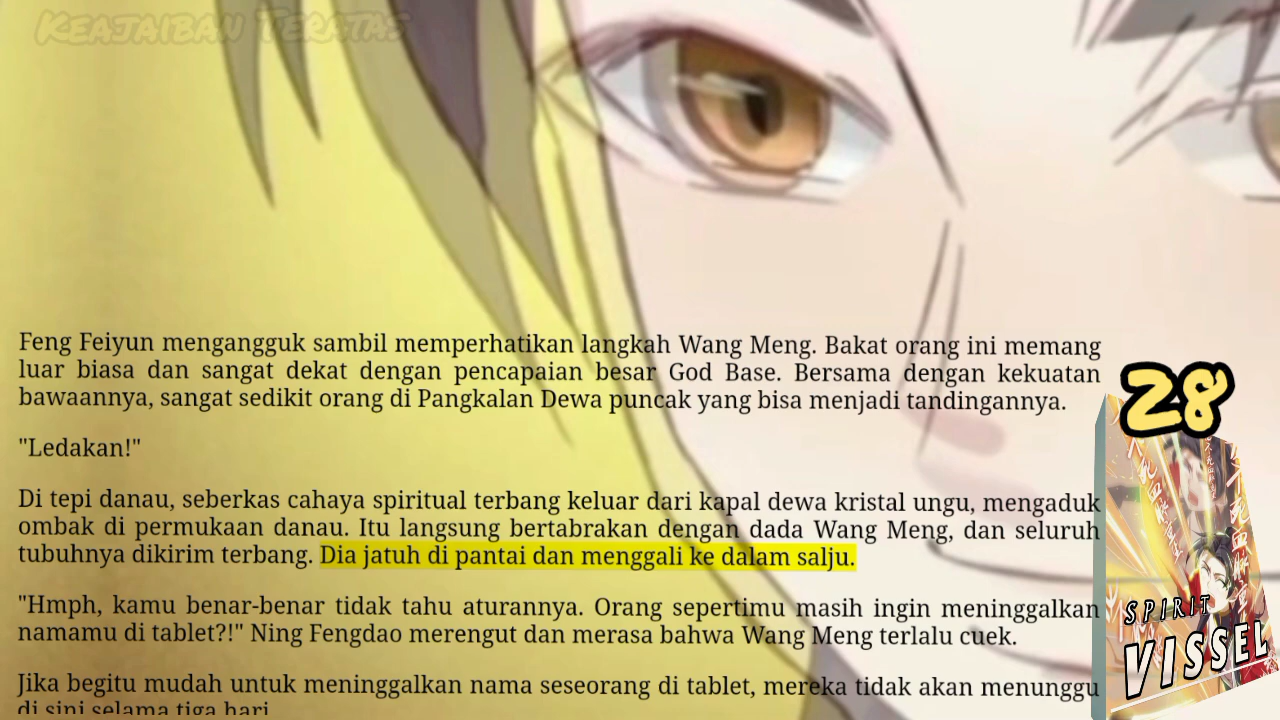 KEAJAIBAN TERATAS
Feng Feiyun mengangguk sambil memperhatikan langkah Wang Meng. Bakat orang ini memang
luar biasa dan sangat dekat dengan pencapaian besar God Base. Bersama dengan kekuatan
bawaannya, sangat sedikit orang di Pangkalan Dewa puncak yang bisa menjadi tandingannya.
"Ledakan!"
Di tepi danau, seberkas cahaya spiritual terbang keluar dari kapal dewa kristal ungu, mengaduk
ombak di permukaan danau. Itu langsung bertabrakan dengan dada Wang Meng, dan seluruh
tubuhnya dikirim terbang. Dia jatuh di pantai dan menggali ke dalam salju.
"Hmph, kamu benar-benar tidak tahu aturannya. Orang sepertimu masih ingin meninggalkan
namamu di tablet?!" Ning Fengdao merengut dan merasa bahwa Wang Meng terlalu cuek.
Jika begitu mudah untuk meninggalkan nama seseorang di tablet, mereka tidak akan menunggu
di sini selama tiga hari.
28
SPIRIT
VISSEL